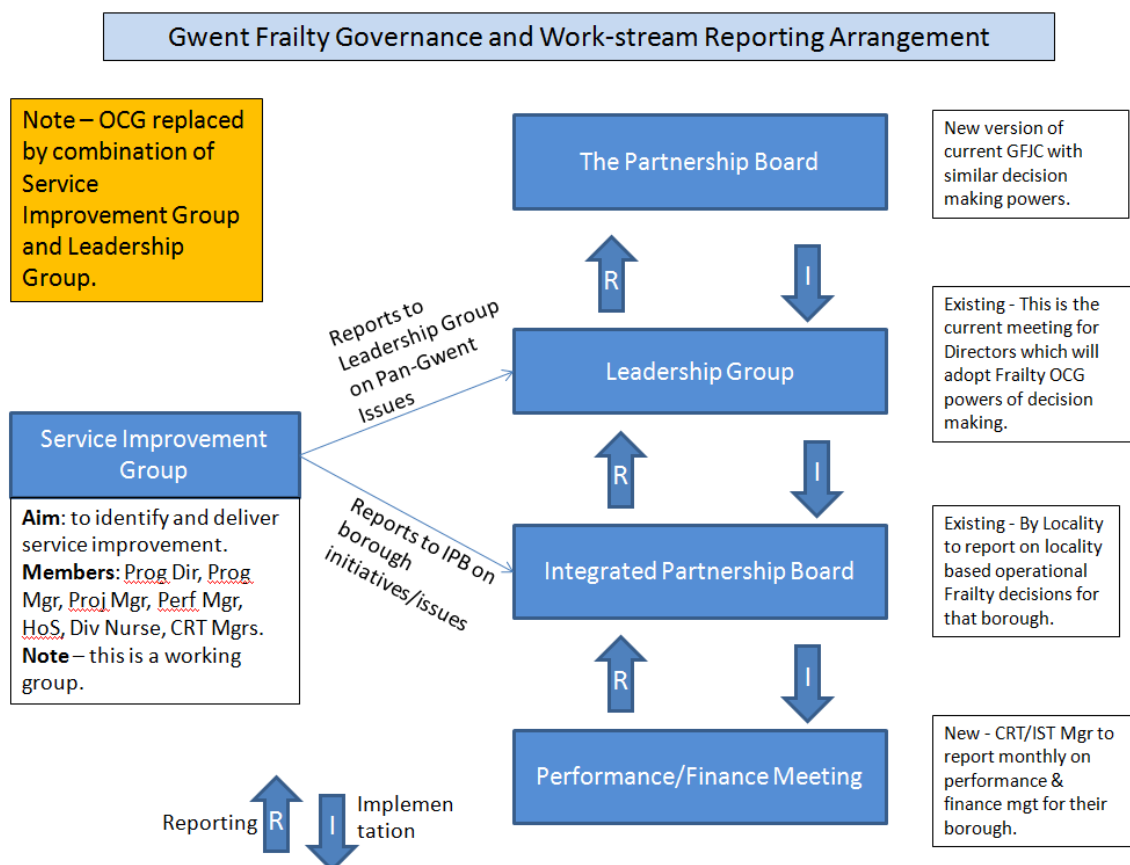 Gwent Frailty Governance and Work-stream Reporting Arrangement
Note – OCG replaced
by combination of
Service
Improvement Group
and Leadership
Group.
The Partnership Board
New version of
current GFJC with
similar decision
making powers.
R
I
Reports to
Leadership Group
on Pan-Gwent
Issues
Leadership Group
Existing - This is the
current meeting for
Directors which will
adopt Frailty OCG
powers of decision
making.
Service Improvement
Group
Aim: to identify and deliver
service improvement.
Members: Prog Dir, Prog
Mgr, Proj Mgr, Perf Mgr,
HoS, Div Nurse, CRT Mgrs.
Note – this is a working
group.
R
I
Reports to IPB on
borough
initiatives/issues
Integrated Partnership Board
Existing - By Locality
to report on locality
based operational
Frailty decisions for
that borough.
R
I
Performance/Finance Meeting
New - CRT/IST Mgr to
report monthly on
performance &
finance mgt for their
borough.
Reporting
R
I
Implemen
tation